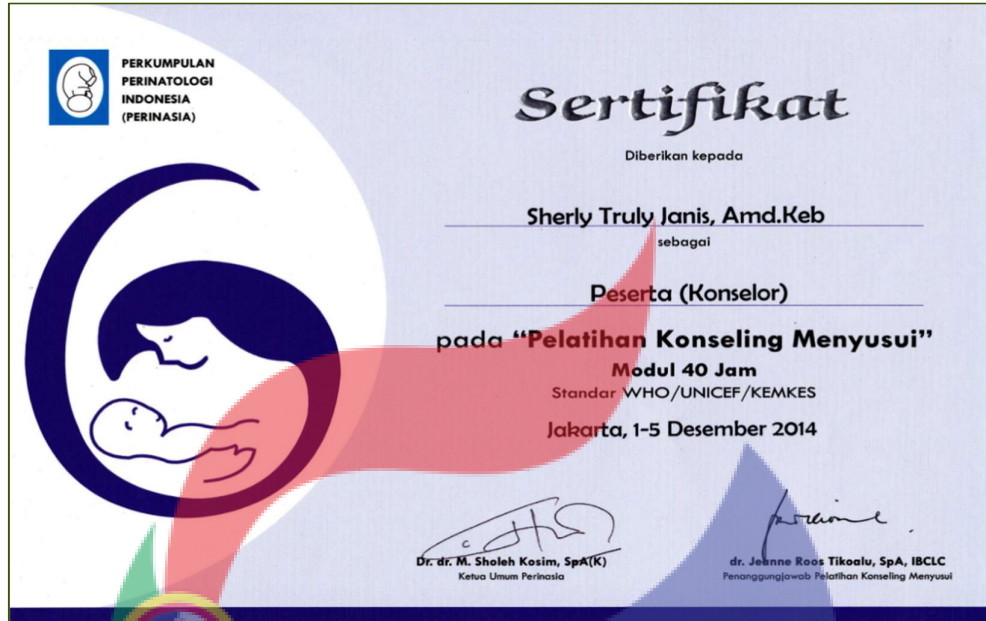 PERKUMPULAN
PERINATOLOGI
INDONESIA
(PERINASIA)
Sertifikat
Diberikan kepada
Sherly Truly Janis, Amd.Keb
sebagai
Peserta (Konselor)
pada “Pelatihan Konseling Menyusui”
Modul 40 Jam
Standar WHO/UNICEF/KEMKES
Jakarta, 1-5 Desember 2014
Dr. dr. M. Sholeh Kosim, SpA(K)
Ketua Umum Perinasia
dr. Jeanne Roos Tikoalu, SpA, IBCLC
Penanggungjawab Pelatihan Konseling Menyusui